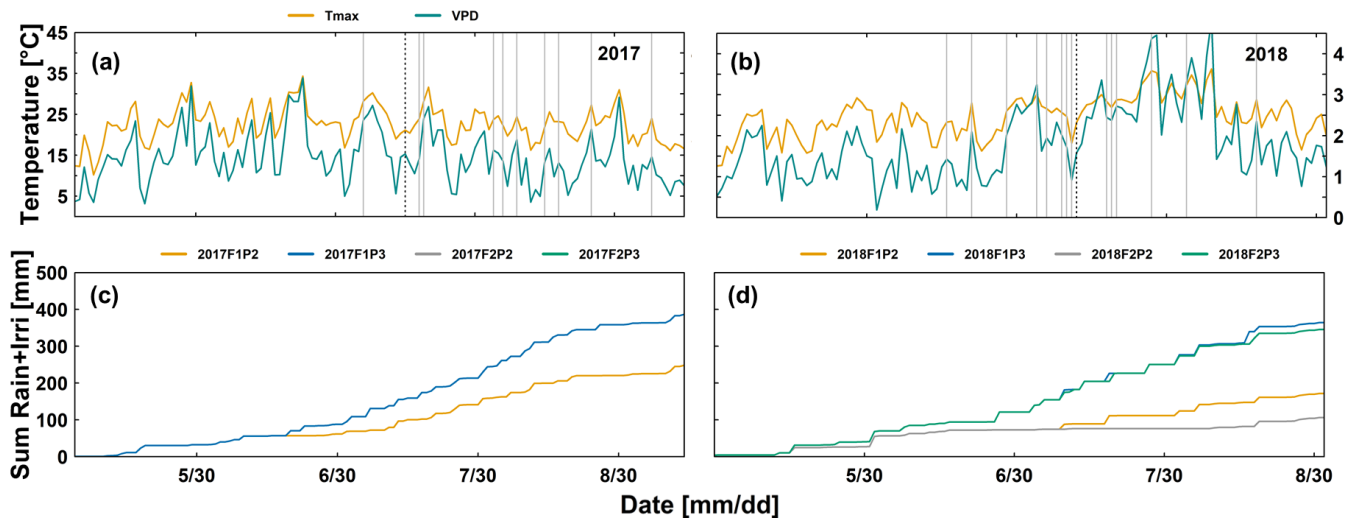 Tmax VPD
Temperature [°C]
45
35
25
15
5
(a)
2017
(b)
2018
4
3
2
1
0
2017F1P2 2017F1P3 2017F2P2 2017F2P3
2018F1P2 2018F1P3 2018F2P2 2018F2P3
Sum Rain+Irri [mm]
500
400
300
200
100
0
(c)
(d)
5/30 6/30 7/30 8/30
5/30 6/30 7/30 8/30
Date [mm/dd]